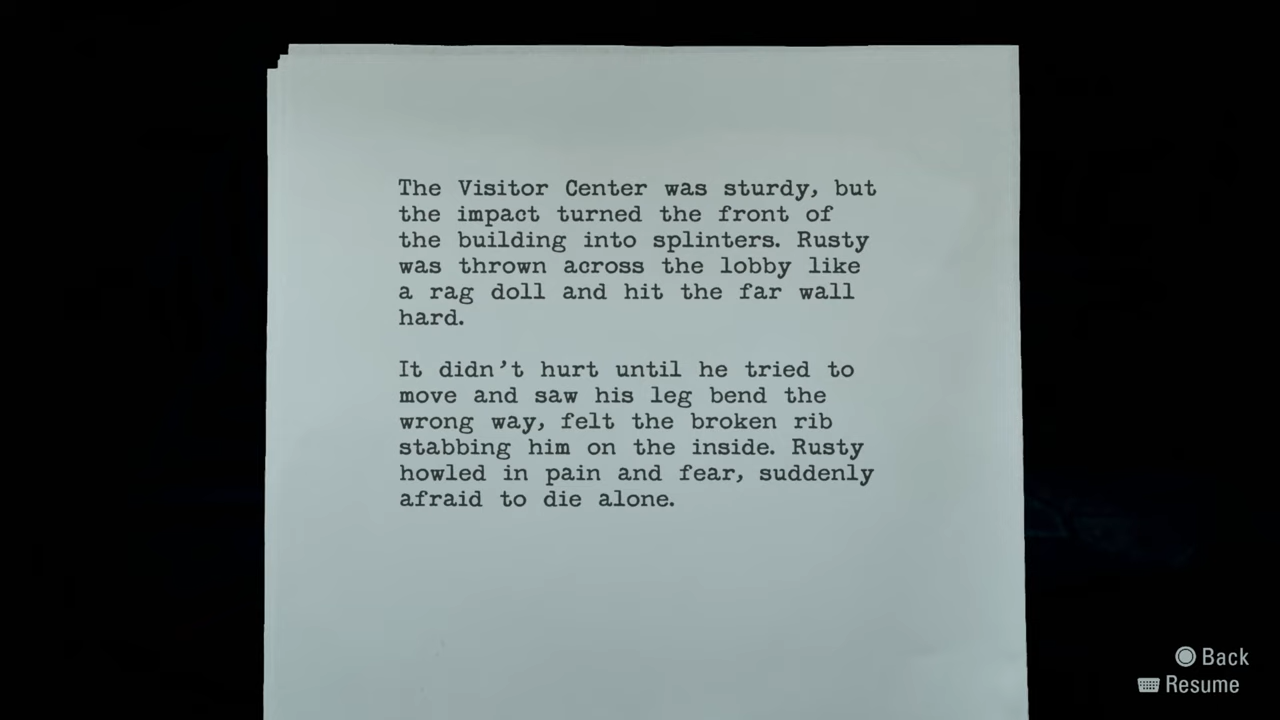 The Visitor Center was sturdy, but
the impact turned the front of
the building into splinters. Rusty
was thrown across the lobby like
a rag doll and hit the far wall
hard.
It didn't hurt until he tried to
move and saw his leg bend the
wrong way, felt the broken rib
stabbing him on the inside. Rusty
howled in pain and fear, suddenly
afraid to die alone.
Back
Resume